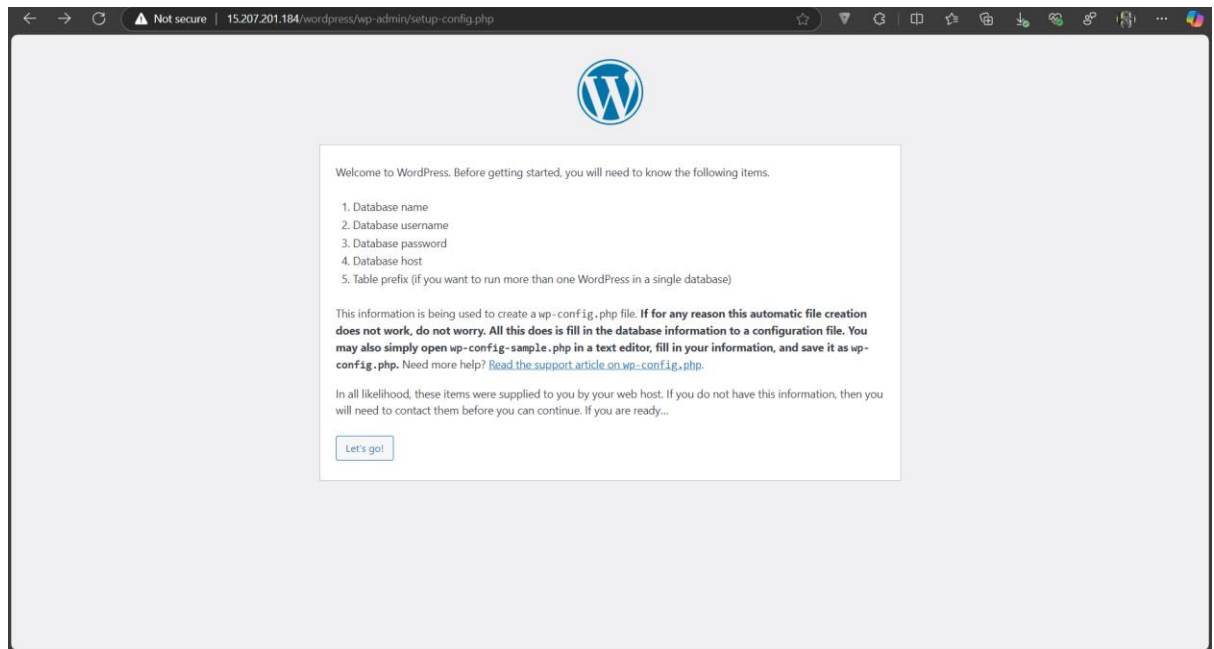 Not secure 15.207.201.184/wordpress/wp-admin/setup-config.php
W
Welcome to WordPress. Before getting started, you will need to know the following items.
1. Database name
2. Database username
3. Database password
4. Database host
5. Table prefix (if you want to run more than one WordPress in a single database)
This information is being used to create a wp-config.php file. If for any reason this automatic file creation
does not work, do not worry. All this does is fill in the database information to a configuration file. You
may also simply open wp-config-sample.php in a text editor, fill in your information, and save it as wp-
config.php. Need more help? Read the support article on wp-config.php.
In all likelihood, these items were supplied to you by your web host. If you do not have this information, then you
will need to contact them before you can continue. If you are ready...
Let's go!